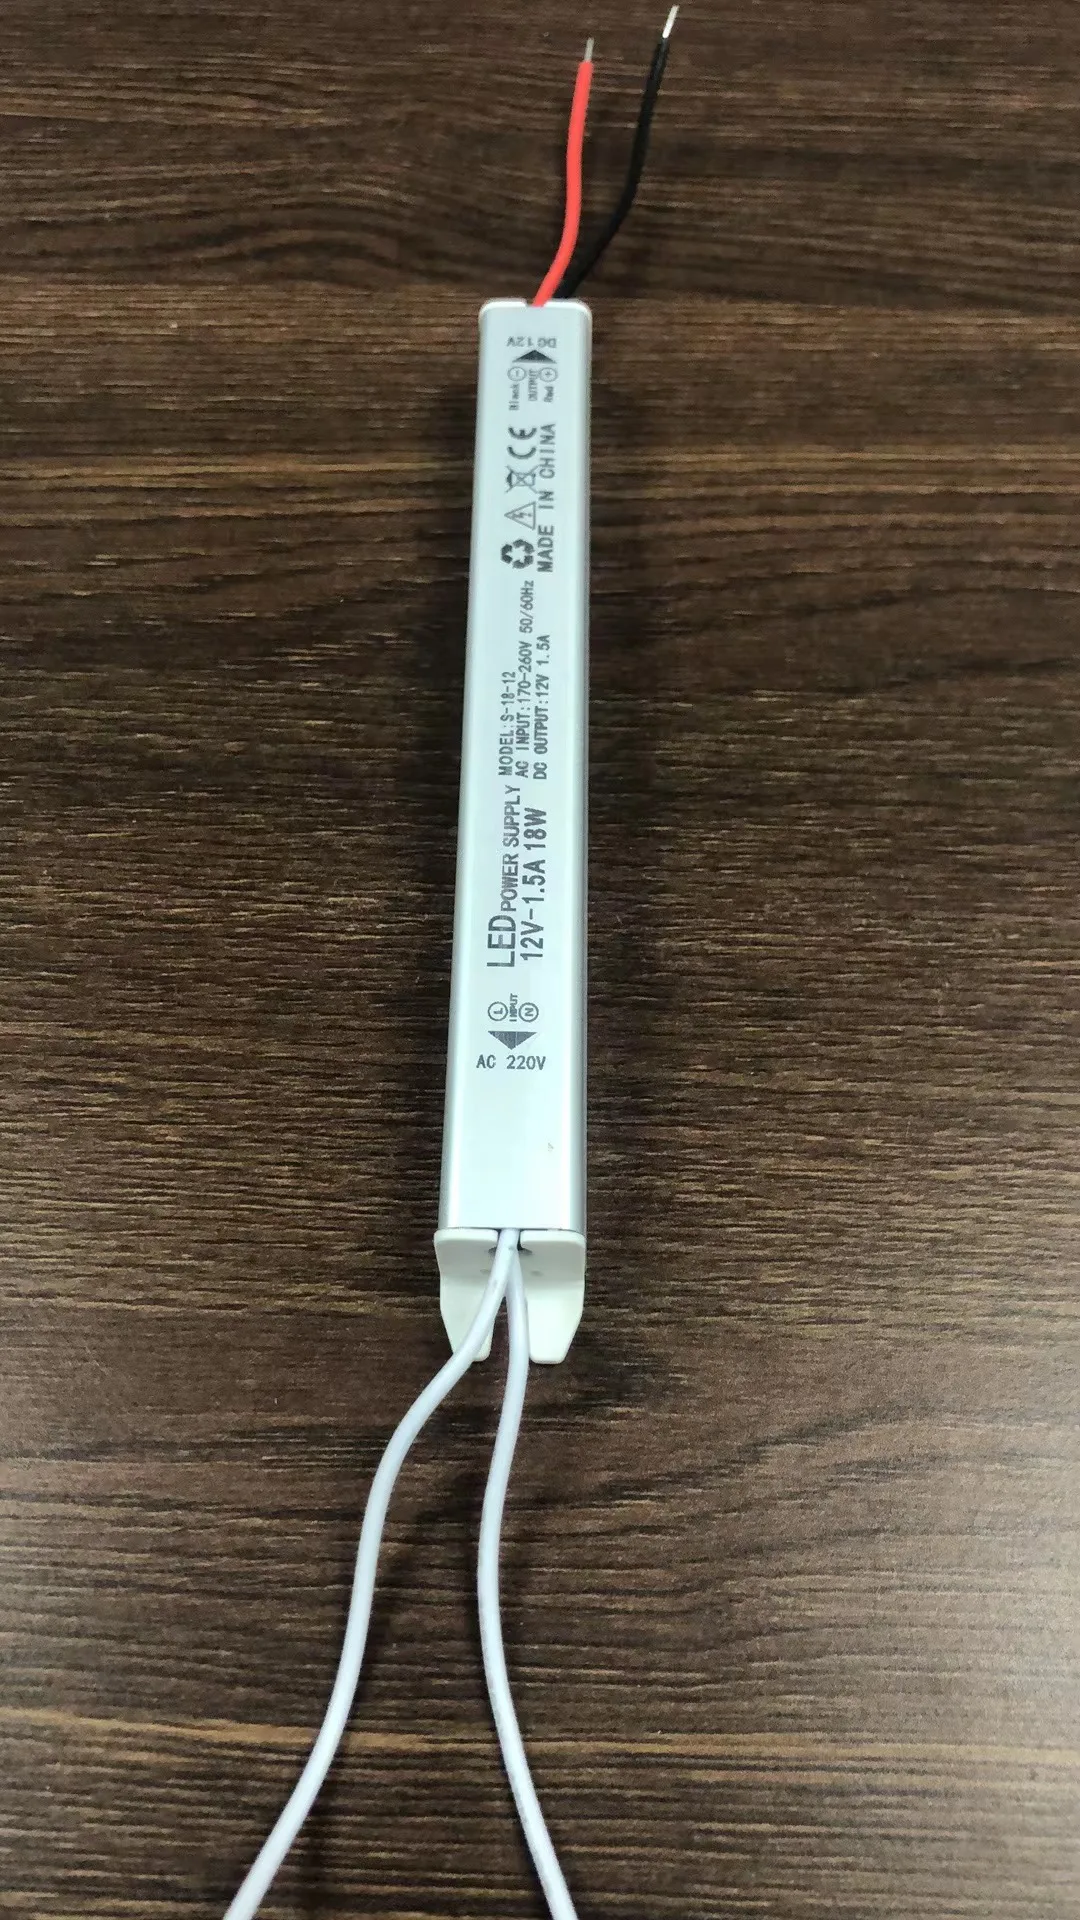 AC 220V
L
INPUT
N
LED POWER SUPPLY
12V-1.5A 18W
MODEL:S-18-12
AC INPUT:170-260V 50/60Hz
DC OUTPUT:12V 1.5A
CE
MADE IN CHINA
Black -
OUTPUT
Red +
DC 12V